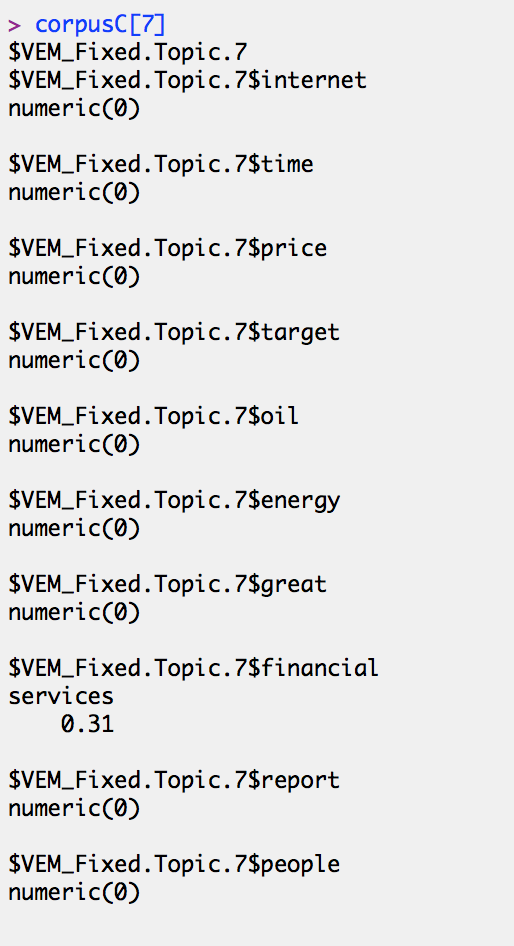 > corpusC[7]
$VEM_Fixed.Topic.7
$VEM_Fixed.Topic.7$internet
numeric(0)
$VEM_Fixed.Topic.7$time
numeric(0)
$VEM_Fixed.Topic.7$price
numeric(0)
$VEM_Fixed.Topic.7$target
numeric(0)
$VEM_Fixed.Topic.7$oil
numeric(0)
$VEM_Fixed.Topic.7$energy
numeric(0)
$VEM_Fixed.Topic.7$great
numeric(0)
$VEM_Fixed.Topic.7$financial
services
0.31
$VEM_Fixed.Topic.7$report
numeric(0)
$VEM_Fixed.Topic.7$people
numeric(0)